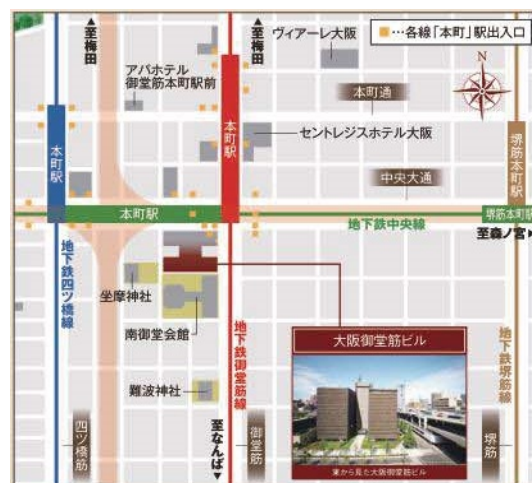 ▲至梅田
▲至梅田
ヴィアーレ大阪
…各線「本町」駅出入口
N
アパホテル
御堂筋本町駅前
本町通
本町駅
本町駅
セントレジスホテル大阪
中央大通
堺筋本町駅
本町駅
地下鉄中央線
堺筋本町駅
至森ノ宮▶
地下鉄四ツ橋線
坐摩神社
南御堂会館
地下鉄御堂筋線
大阪御堂筋ビル
地下鉄堺筋線
難波神社
四ツ橋筋
至なんば▼
御堂筋
堺筋
東から見た大阪御堂筋ビル